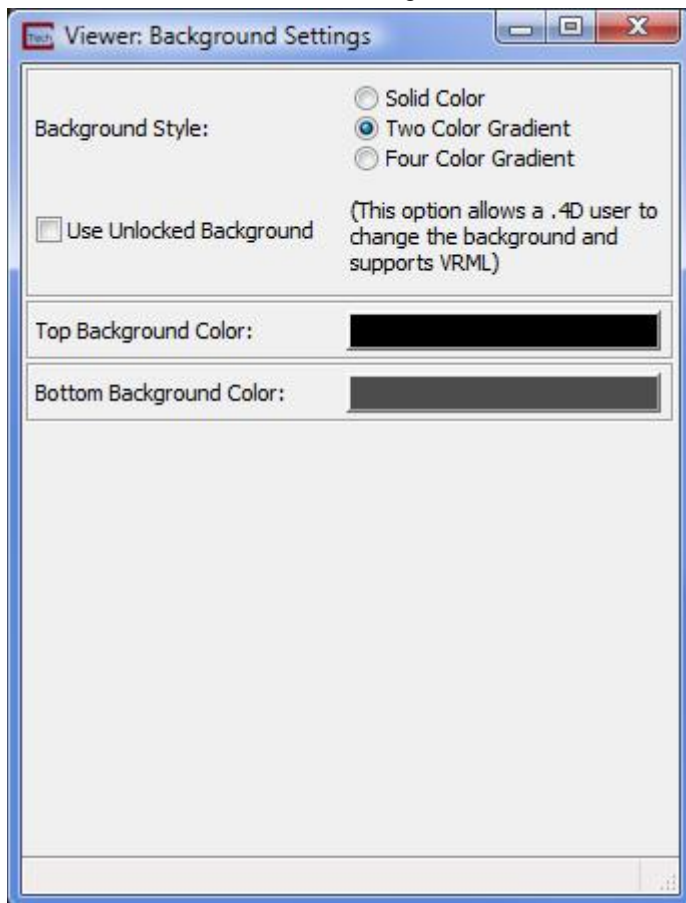 Tech
Viewer: Background Settings
Background Style:
Solid Color
Two Color Gradient
Four Color Gradient
Use Unlocked Background
(This option allows a .4D user to
change the background and
supports VRML)
Top Background Color:
Bottom Background Color: